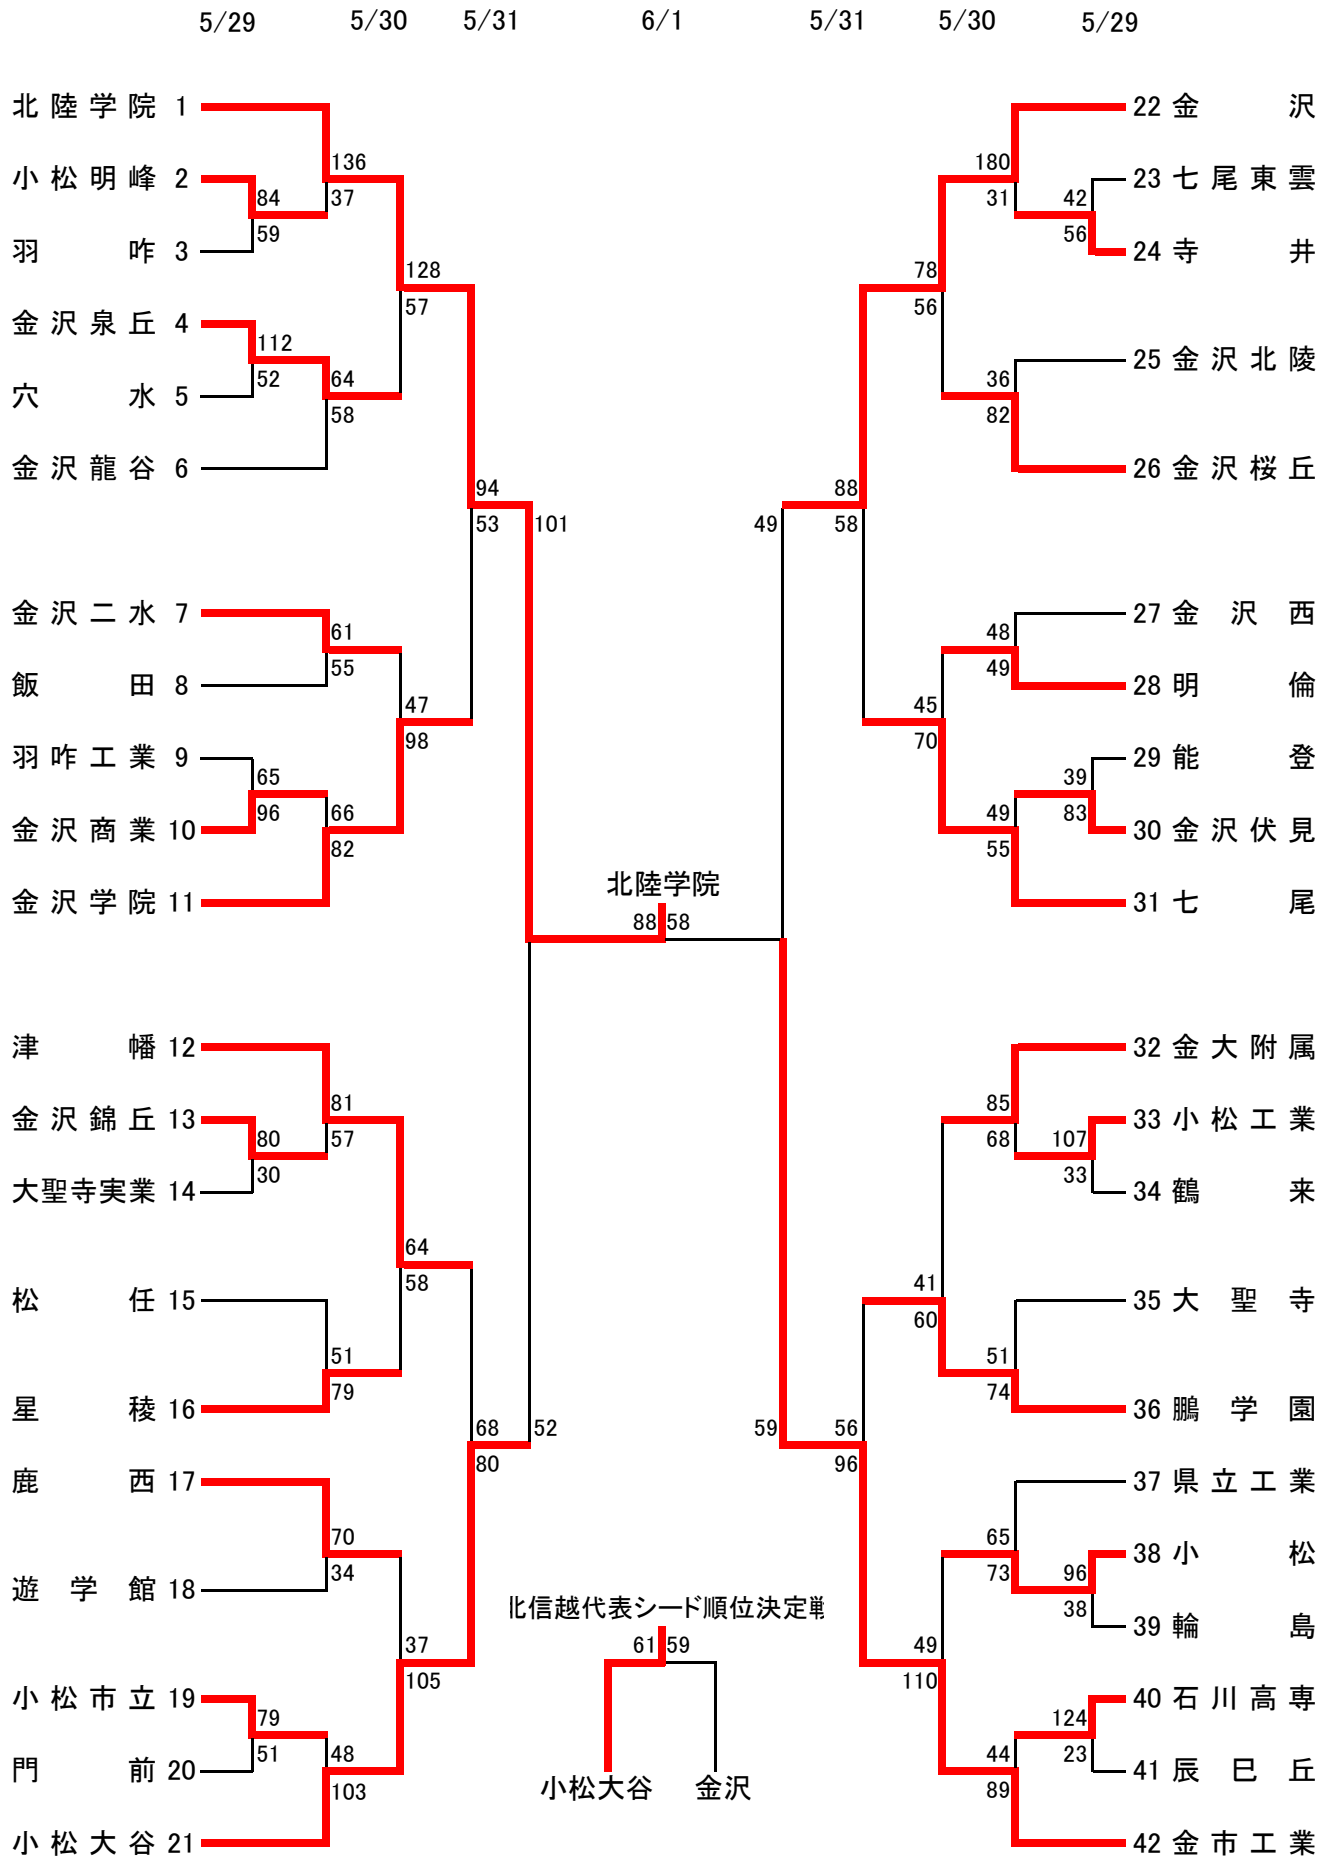 5/29 5/30 5/31 6/1 5/31 5/30 5/29
北陸学院 1
小松明峰 2
羽咋 3
金沢泉丘 4
穴水 5
金沢龍谷 6
金沢二水 7
飯田 8
羽咋工業 9
金沢商業 10
金沢学院 11
津幡 12
金沢錦丘 13
大聖寺実業 14
松任 15
星稜 16
鹿西 17
遊学館 18
小松市立 19
門前 20
小松大谷 21
84
59
112
52
65
96
80
30
79
51
136
37
64
58
61
55
66
82
81
57
51
79
70
34
48
103
128
57
47
98
64
58
37
105
94
53
68
80
101
52
北陸学院
88 58
49
59
88
58
56
96
78
56
45
70
41
60
49
110
180
31
36
82
48
49
49
55
85
68
51
74
65
73
44
89
42
56
39
83
107
33
96
38
124
23
22 金沢
23 七尾東雲
24 寺井
25 金沢北陵
26 金沢桜丘
27 金沢西
28 明倫
29 能登
30 金沢伏見
31 七尾
32 金大附属
33 小松工業
34 鶴来
35 大聖寺
36 鵬学園
37 県立工業
38 小松
39 輪島
40 石川高専
41 辰巳丘
42 金市工業
北信越代表シード順位決定戦
61 59
小松大谷 金沢